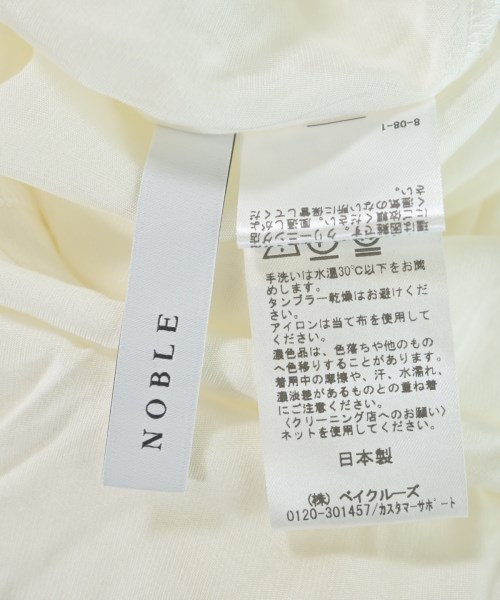 NOBLE
8-08-1
手洗いは水温30℃以下をお薦
めします。
タンブラー乾燥はお避けくだ
さい。
アイロンは当て布を使用して
ください。
濃色品は、色落ちや他のもの
へ色移りすることがあります。
着用中の摩擦や、汗、水濡れ、
濃淡差があるものとの重ね着
にご注意ください。
〈クリーニング店へのお願い〉
ネットを使用してください。
日本製
(株) ベイクルーズ
0120-301457/カスタマーサポート